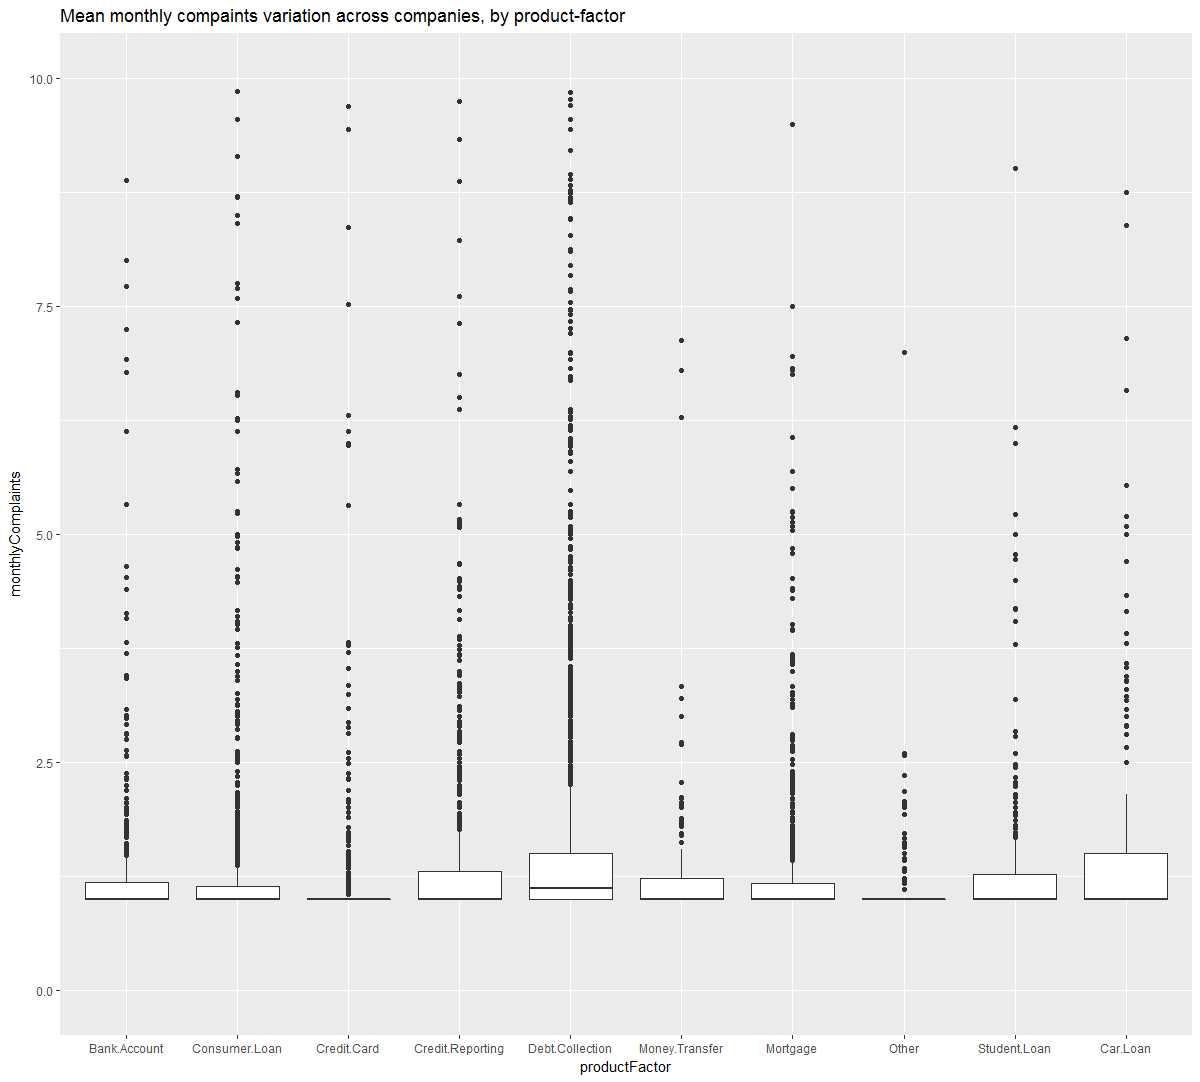 Mean monthly compaints variation across companies, by product-factor
10.0
7.5
5.0
2.5
0.0
monthlyComplaints
Bank.Account Consumer.Loan Credit.Card Credit.Reporting Debt.Collection Money.Transfer Mortgage Other Student.Loan Car.Loan
productFactor